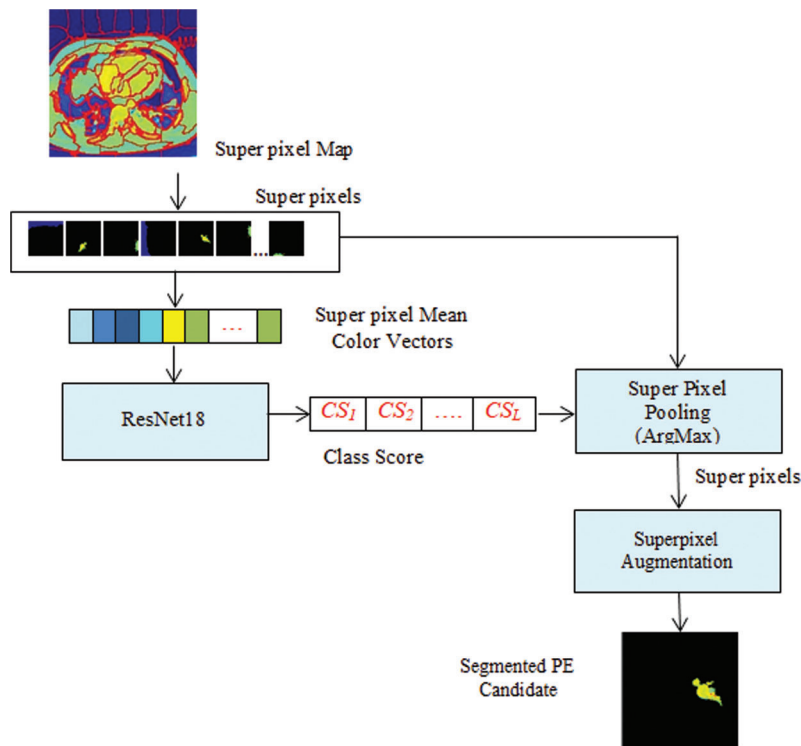 Super pixel Map
Super pixels
...
Super pixel Mean
Color Vectors
...
ResNet18
CS1 CS2 .... CSL
Class Score
Super Pixel
Pooling
(ArgMax)
Super pixels
Superpixel
Augmentation
Segmented PE
Candidate